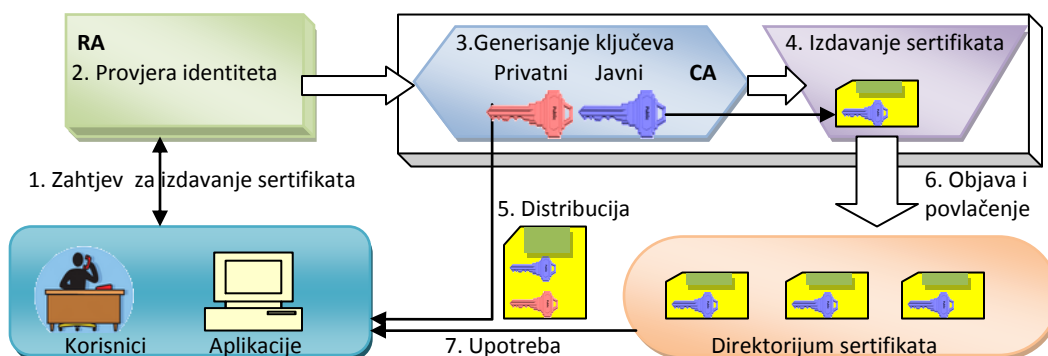 RA
2. Provjera identiteta
3.Generisanje ključeva
Privatni Javni CA
4. Izdavanje sertifikata
1. Zahtjev za izdavanje sertifikata
5. Distribucija
6. Objava i
povlačenje
Korisnici Aplikacije
7. Upotreba
Direktorijum sertifikata